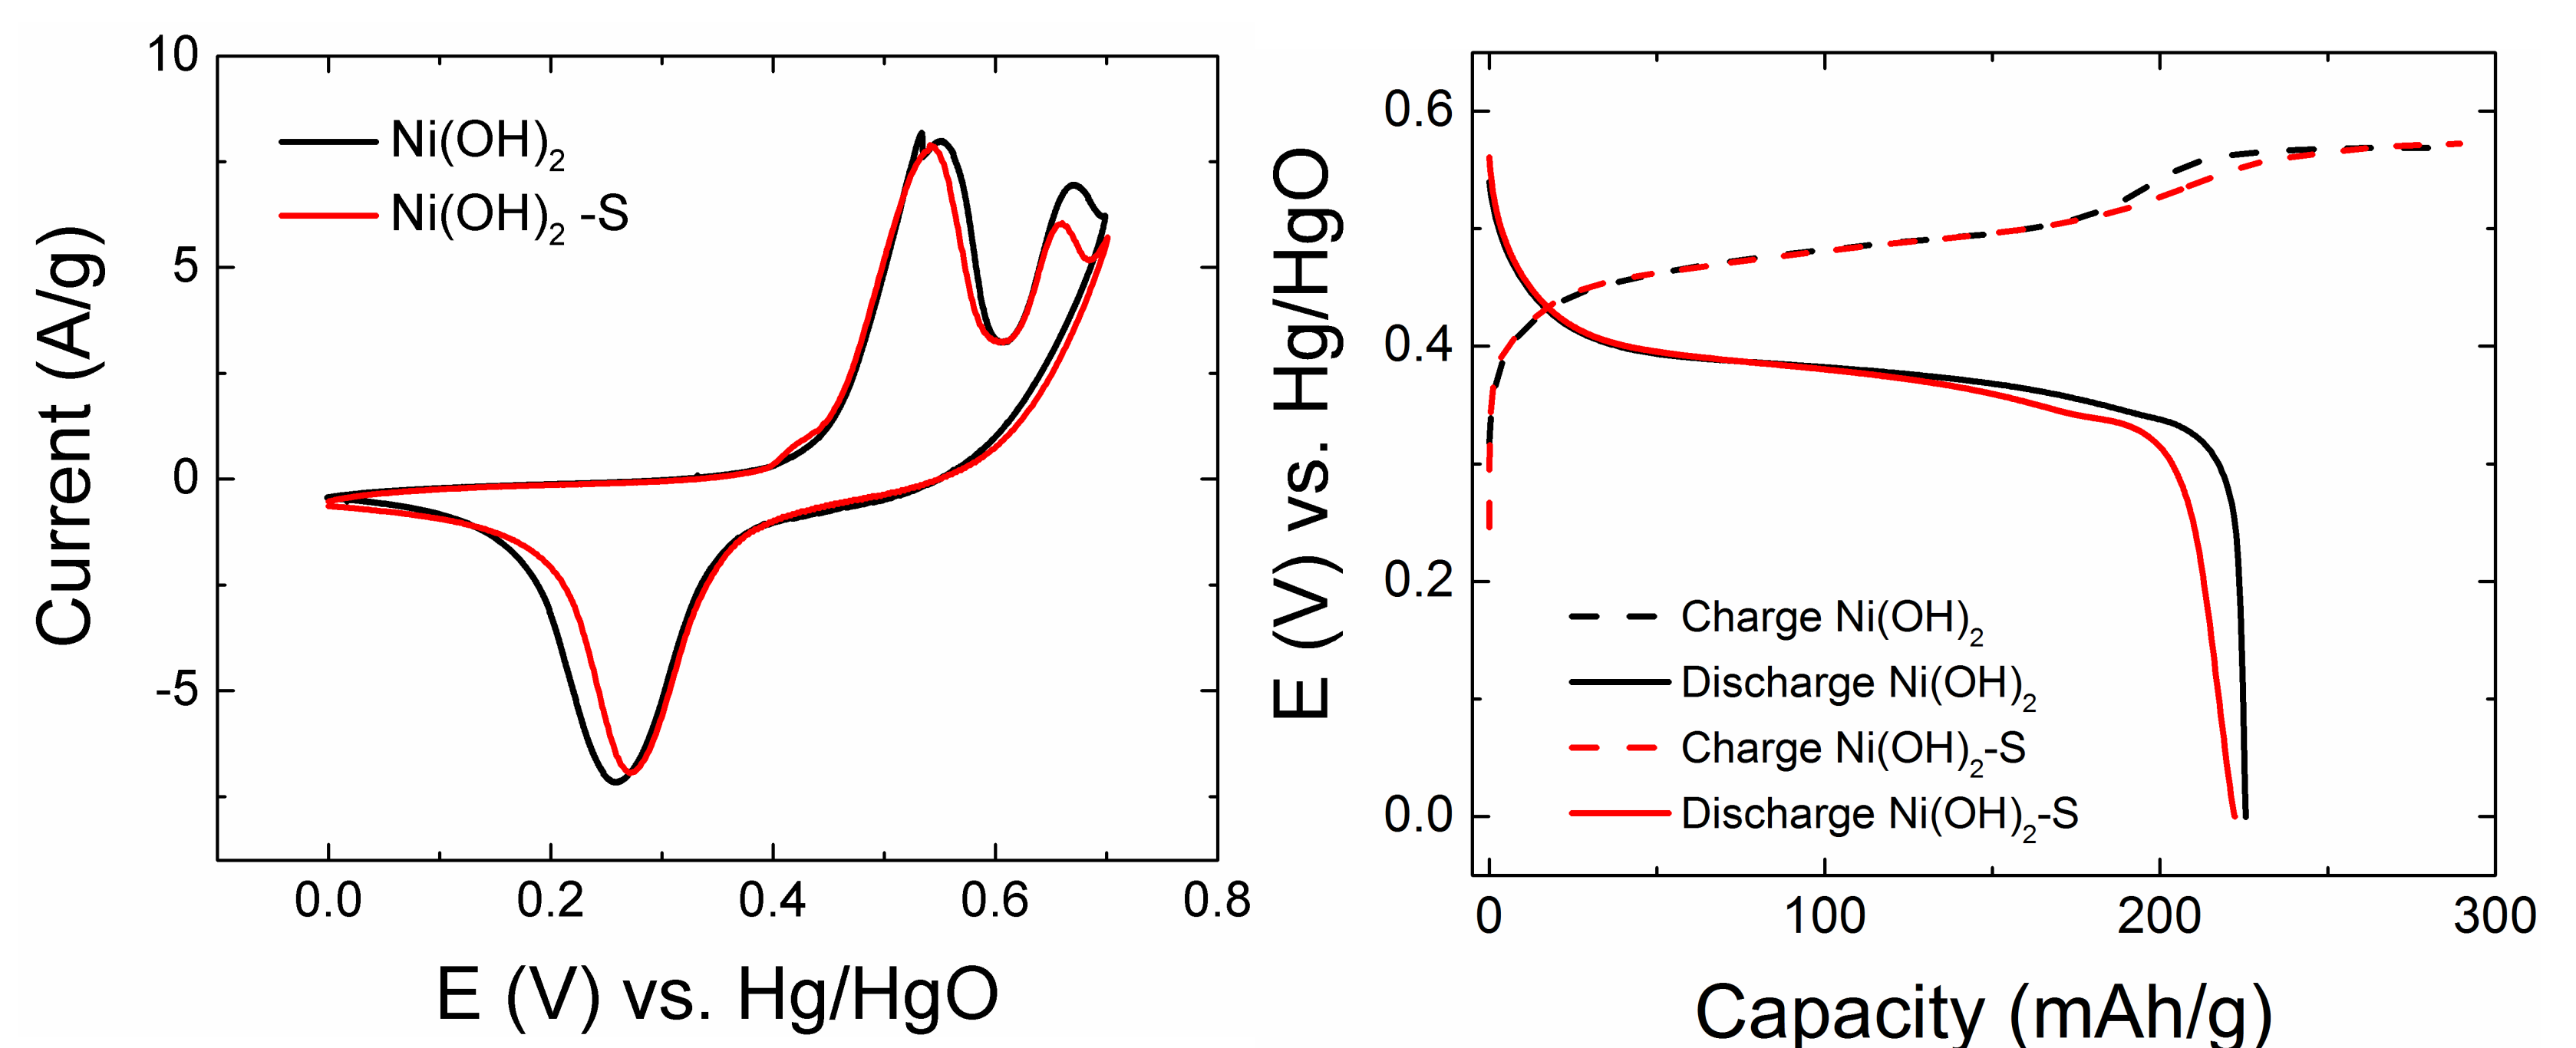 10
5
0
-5
Current (A/g)
Ni(OH)2
Ni(OH)2 -S
0.0 0.2 0.4 0.6 0.8
E (V) vs. Hg/HgO
0.6
0.4
0.2
0.0
E (V) vs. Hg/HgO
Charge Ni(OH)2
Discharge Ni(OH)2
Charge Ni(OH)2-S
Discharge Ni(OH)2-S
0 100 200 300
Capacity (mAh/g)